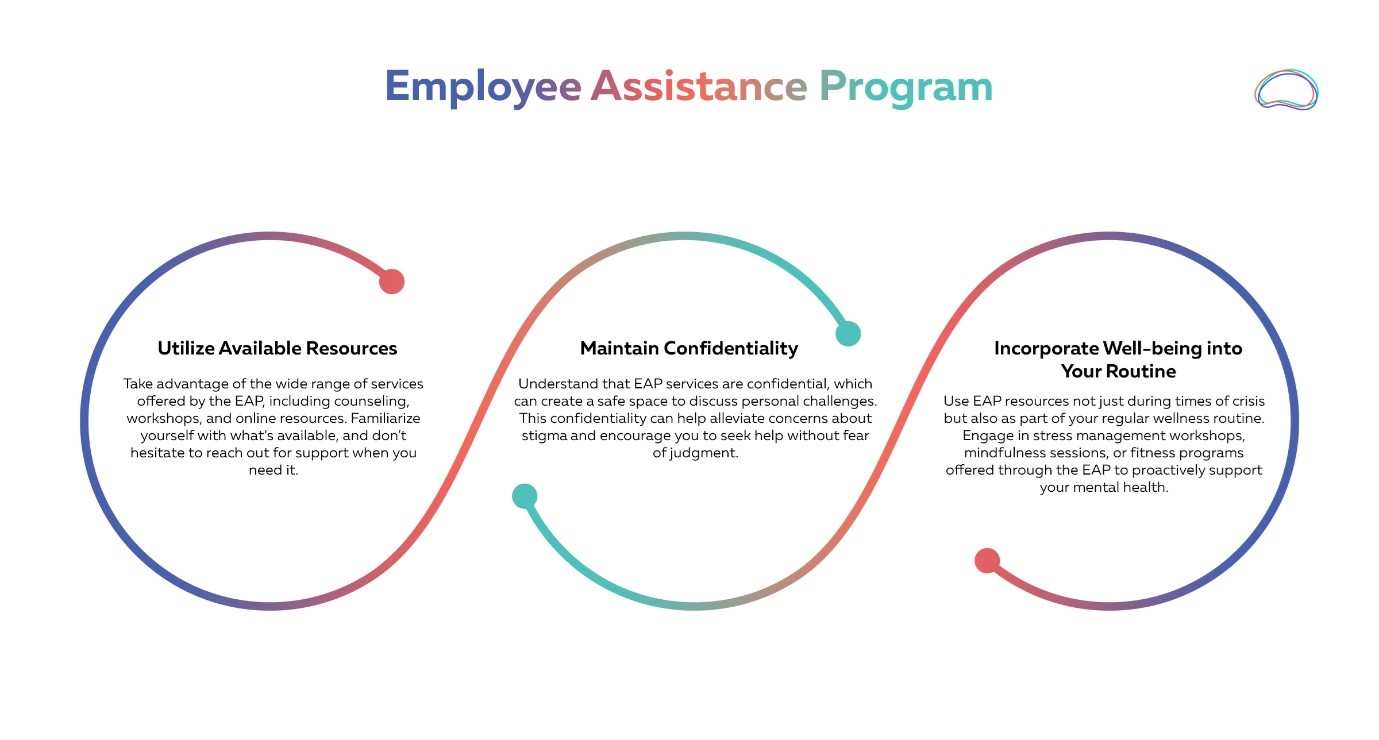 Employee Assistance Program
Utilize Available Resources
Take advantage of the wide range of services
offered by the EAP, including counseling,
workshops, and online resources. Familiarize
yourself with what's available, and don't
hesitate to reach out for support when you
need it.
Maintain Confidentiality
Understand that EAP services are confidential, which
can create a safe space to discuss personal challenges.
This confidentiality can help alleviate concerns about
stigma and encourage you to seek help without fear
of judgment.
Incorporate Well-being into
Your Routine
Use EAP resources not just during times of crisis
but also as part of your regular wellness routine.
Engage in stress management workshops,
mindfulness sessions, or fitness programs
offered through the EAP to proactively support
your mental health.